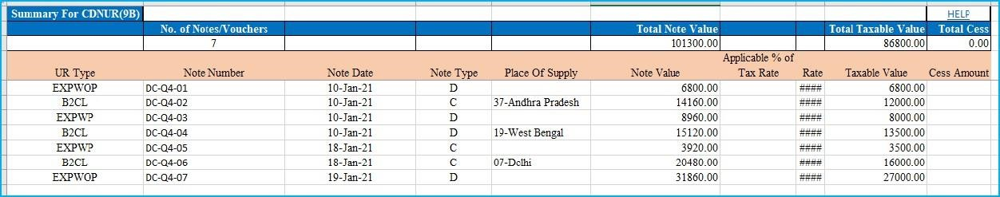 Summary For CDNUR(9B) HELP
No. of Notes/Vouchers Total Note Value Total Taxable Value Total Cess
7 101300.00 86800.00 0.00
Applicable % of
UR Type Note Number Note Date Note Type Place Of Supply Note Value Tax Rate Rate Taxable Value Cess Amount
EXPWOP DC-Q4-01 10-Jan-21 D 6800.00 #### 6800.00
B2CL DC-Q4-02 10-Jan-21 C 37-Andhra Pradesh 14160.00 #### 12000.00
EXPWP DC-Q4-03 10-Jan-21 D 8960.00 #### 8000.00
B2CL DC-Q4-04 10-Jan-21 D 19-West Bengal 15120.00 #### 13500.00
EXPWP DC-Q4-05 18-Jan-21 C 3920.00 #### 3500.00
B2CL DC-Q4-06 18-Jan-21 C 07-Delhi 20480.00 #### 16000.00
EXPWOP DC-Q4-07 19-Jan-21 D 31860.00 #### 27000.00